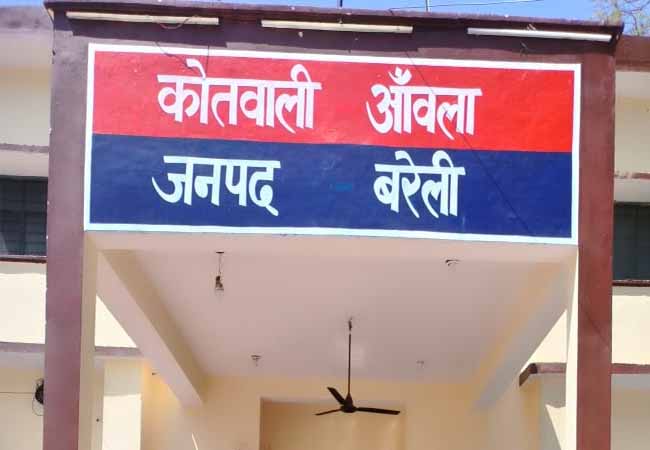 कोतवाली आँवला
जनपद बरेली